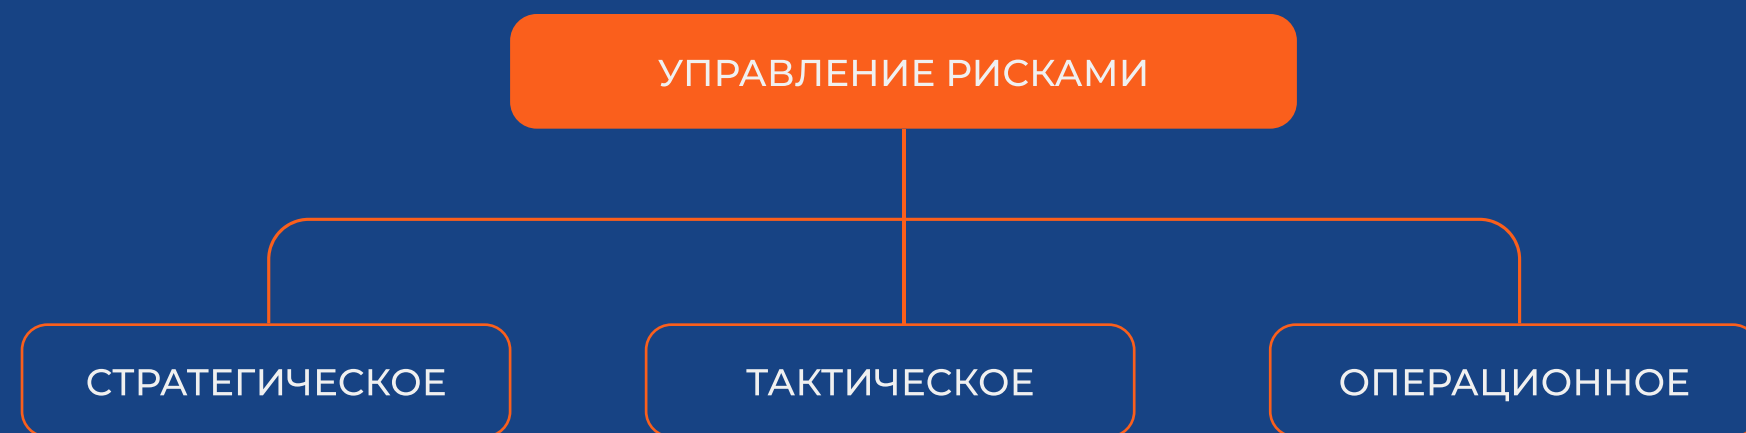 УПРАВЛЕНИЕ РИСКАМИ
СТРАТЕГИЧЕСКОЕ
ТАКТИЧЕСКОЕ
ОПЕРАЦИОННОЕ